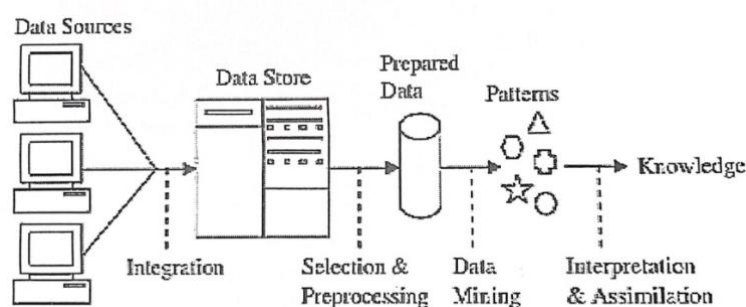 Data Sources
Data Store
Prepared
Data
Patterns
Knowledge
Integration
Selection &
Preprocessing
Data
Mining
Interpretation
& Assimilation